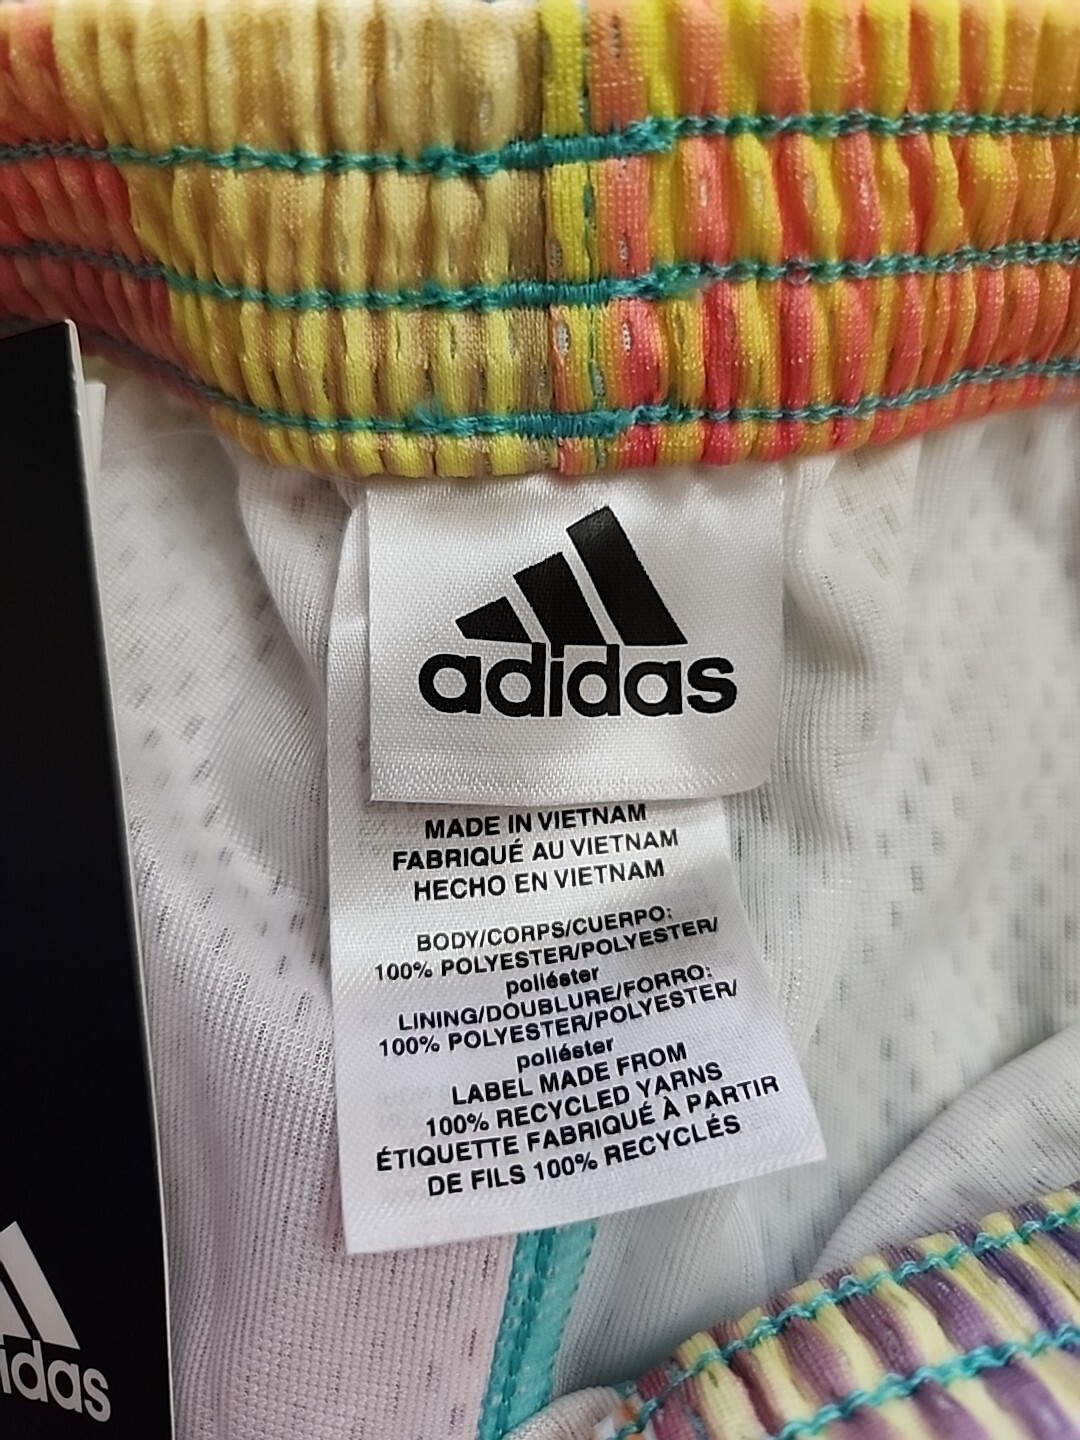 adidas
MADE IN VIETNAM
FABRIQUÉ AU VIETNAM
HECHO EN VIETNAM
BODY/CORPS/CUERPO:
100% POLYESTER/POLYESTER/
poliéster
LINING/DOUBLURE/FORRO:
100% POLYESTER/POLYESTER/
poliéster
LABEL MADE FROM
100% RECYCLED YARNS
ÉTIQUETTE FABRIQUÉ À PARTIR
DE FILS 100% RECYCLÉS
idas